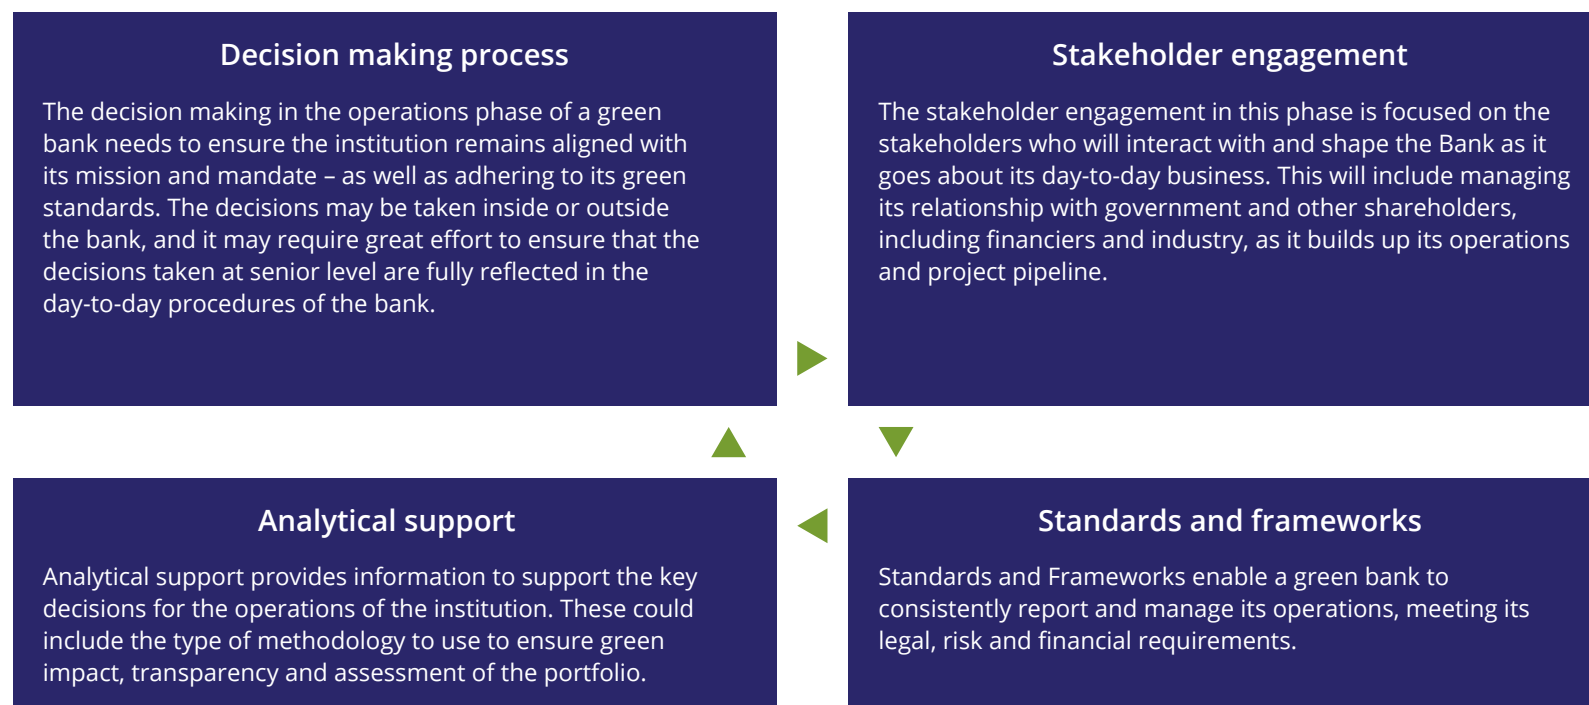 Decision making process
The decision making in the operations phase of a green
bank needs to ensure the institution remains aligned with
its mission and mandate – as well as adhering to its green
standards. The decisions may be taken inside or outside
the bank, and it may require great effort to ensure that the
decisions taken at senior level are fully reflected in the
day-to-day procedures of the bank.
Stakeholder engagement
The stakeholder engagement in this phase is focused on the
stakeholders who will interact with and shape the Bank as it
goes about its day-to-day business. This will include managing
its relationship with government and other shareholders,
including financiers and industry, as it builds up its operations
and project pipeline.
Analytical support
Analytical support provides information to support the key
decisions for the operations of the institution. These could
include the type of methodology to use to ensure green
impact, transparency and assessment of the portfolio.
Standards and frameworks
Standards and Frameworks enable a green bank to
consistently report and manage its operations, meeting its
legal, risk and financial requirements.